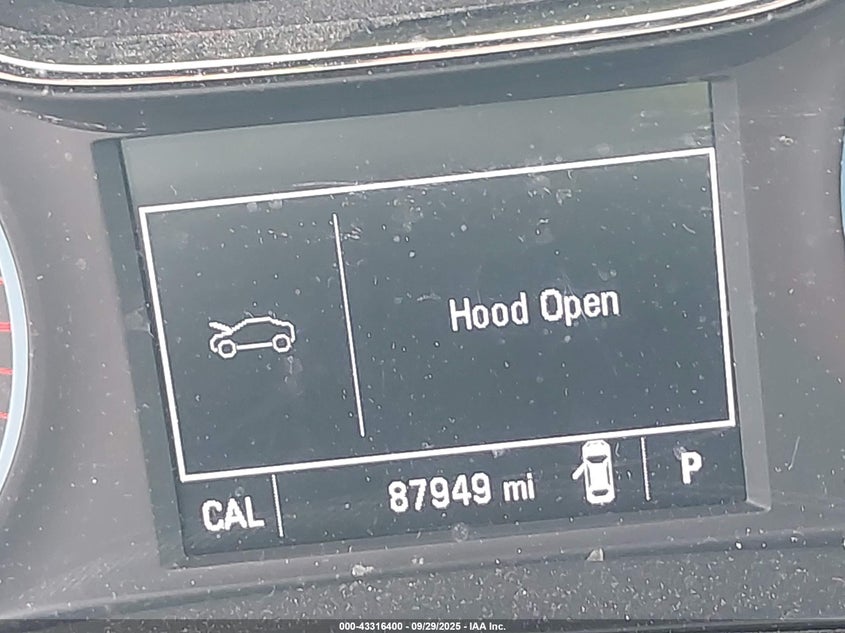 Hood Open
CAL
87949 mi
P
000-43316400 - 09/29/2025 - IAA Inc.